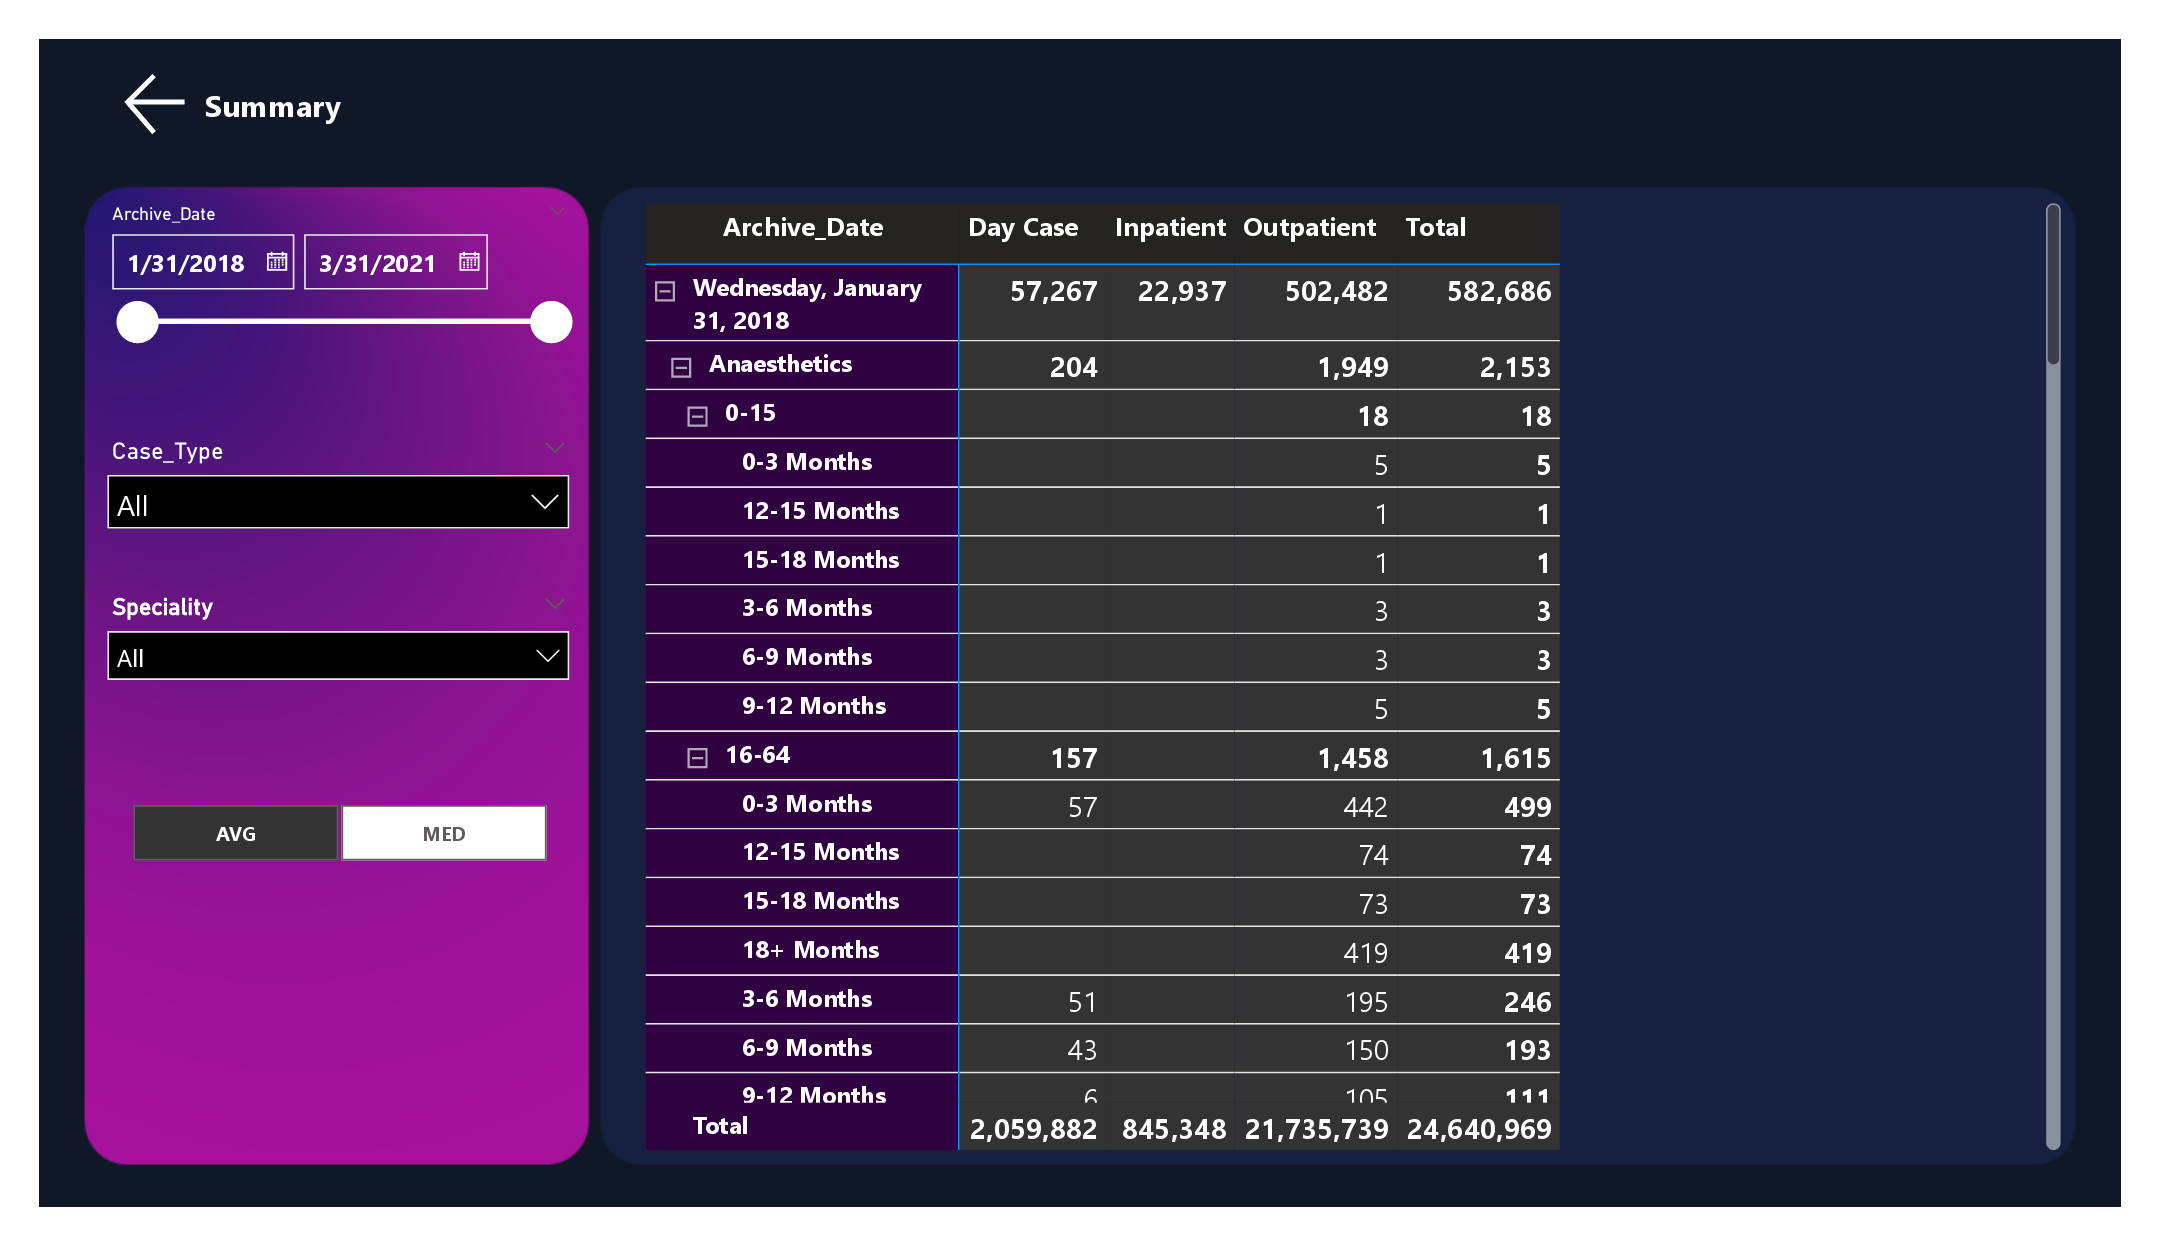 Summary
Archive_Date
1/31/2018 3/31/2021
Case_Type
All
Speciality
All
AVG MED
Archive_Date Day Case Inpatient Outpatient Total
Wednesday, January 57,267 22,937 502,482 582,686
31, 2018
Anaesthetics 204 1,949 2,153
0-15 18 18
0-3 Months 5 5
12-15 Months 1 1
15-18 Months 1 1
3-6 Months 3 3
6-9 Months 3 3
9-12 Months 5 5
16-64 157 1,458 1,615
0-3 Months 57 442 499
12-15 Months 74 74
15-18 Months 73 73
18+ Months 419 419
3-6 Months 51 195 246
6-9 Months 43 150 193
9-12 Months 6 105 111
Total 2,059,882 845,348 21,735,739 24,640,969